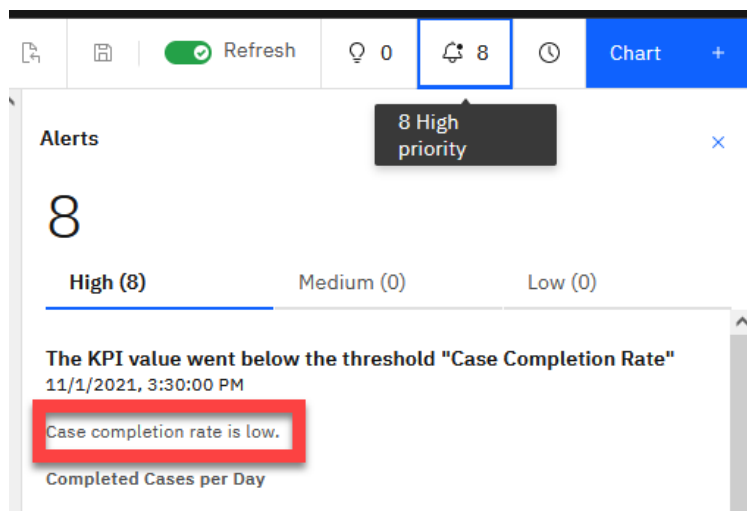 Refresh 0 8 Chart +
8 High
priority
Alerts
8
High (8) Medium (0) Low (0)
The KPI value went below the threshold "Case Completion Rate"
11/1/2021, 3:30:00 PM
Case completion rate is low.
Completed Cases per Day